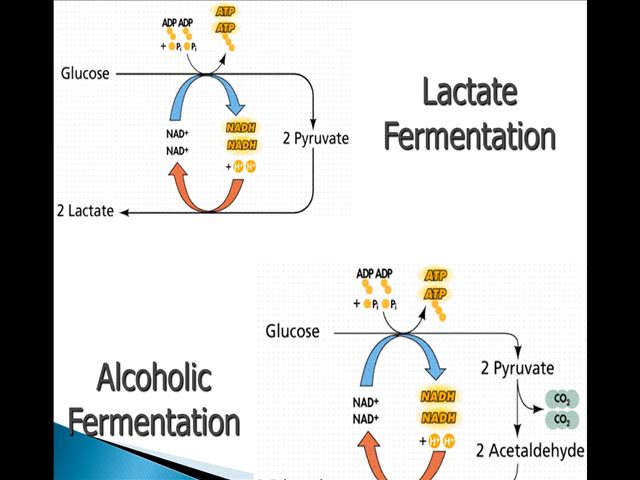 ADP ADP
ATP
ATP
+ Pi Pi
Glucose
Lactate
Fermentation
NAD+
NAD+
NADH
NADH
+ H+ H+
2 Pyruvate
2 Lactate
ADP ADP
ATP
ATP
+ Pi Pi
Glucose
Alcoholic
Fermentation
2 Pyruvate
NAD+
NAD+
NADH
NADH
CO2
CO2
+ H+ H+
2 Acetaldehyde